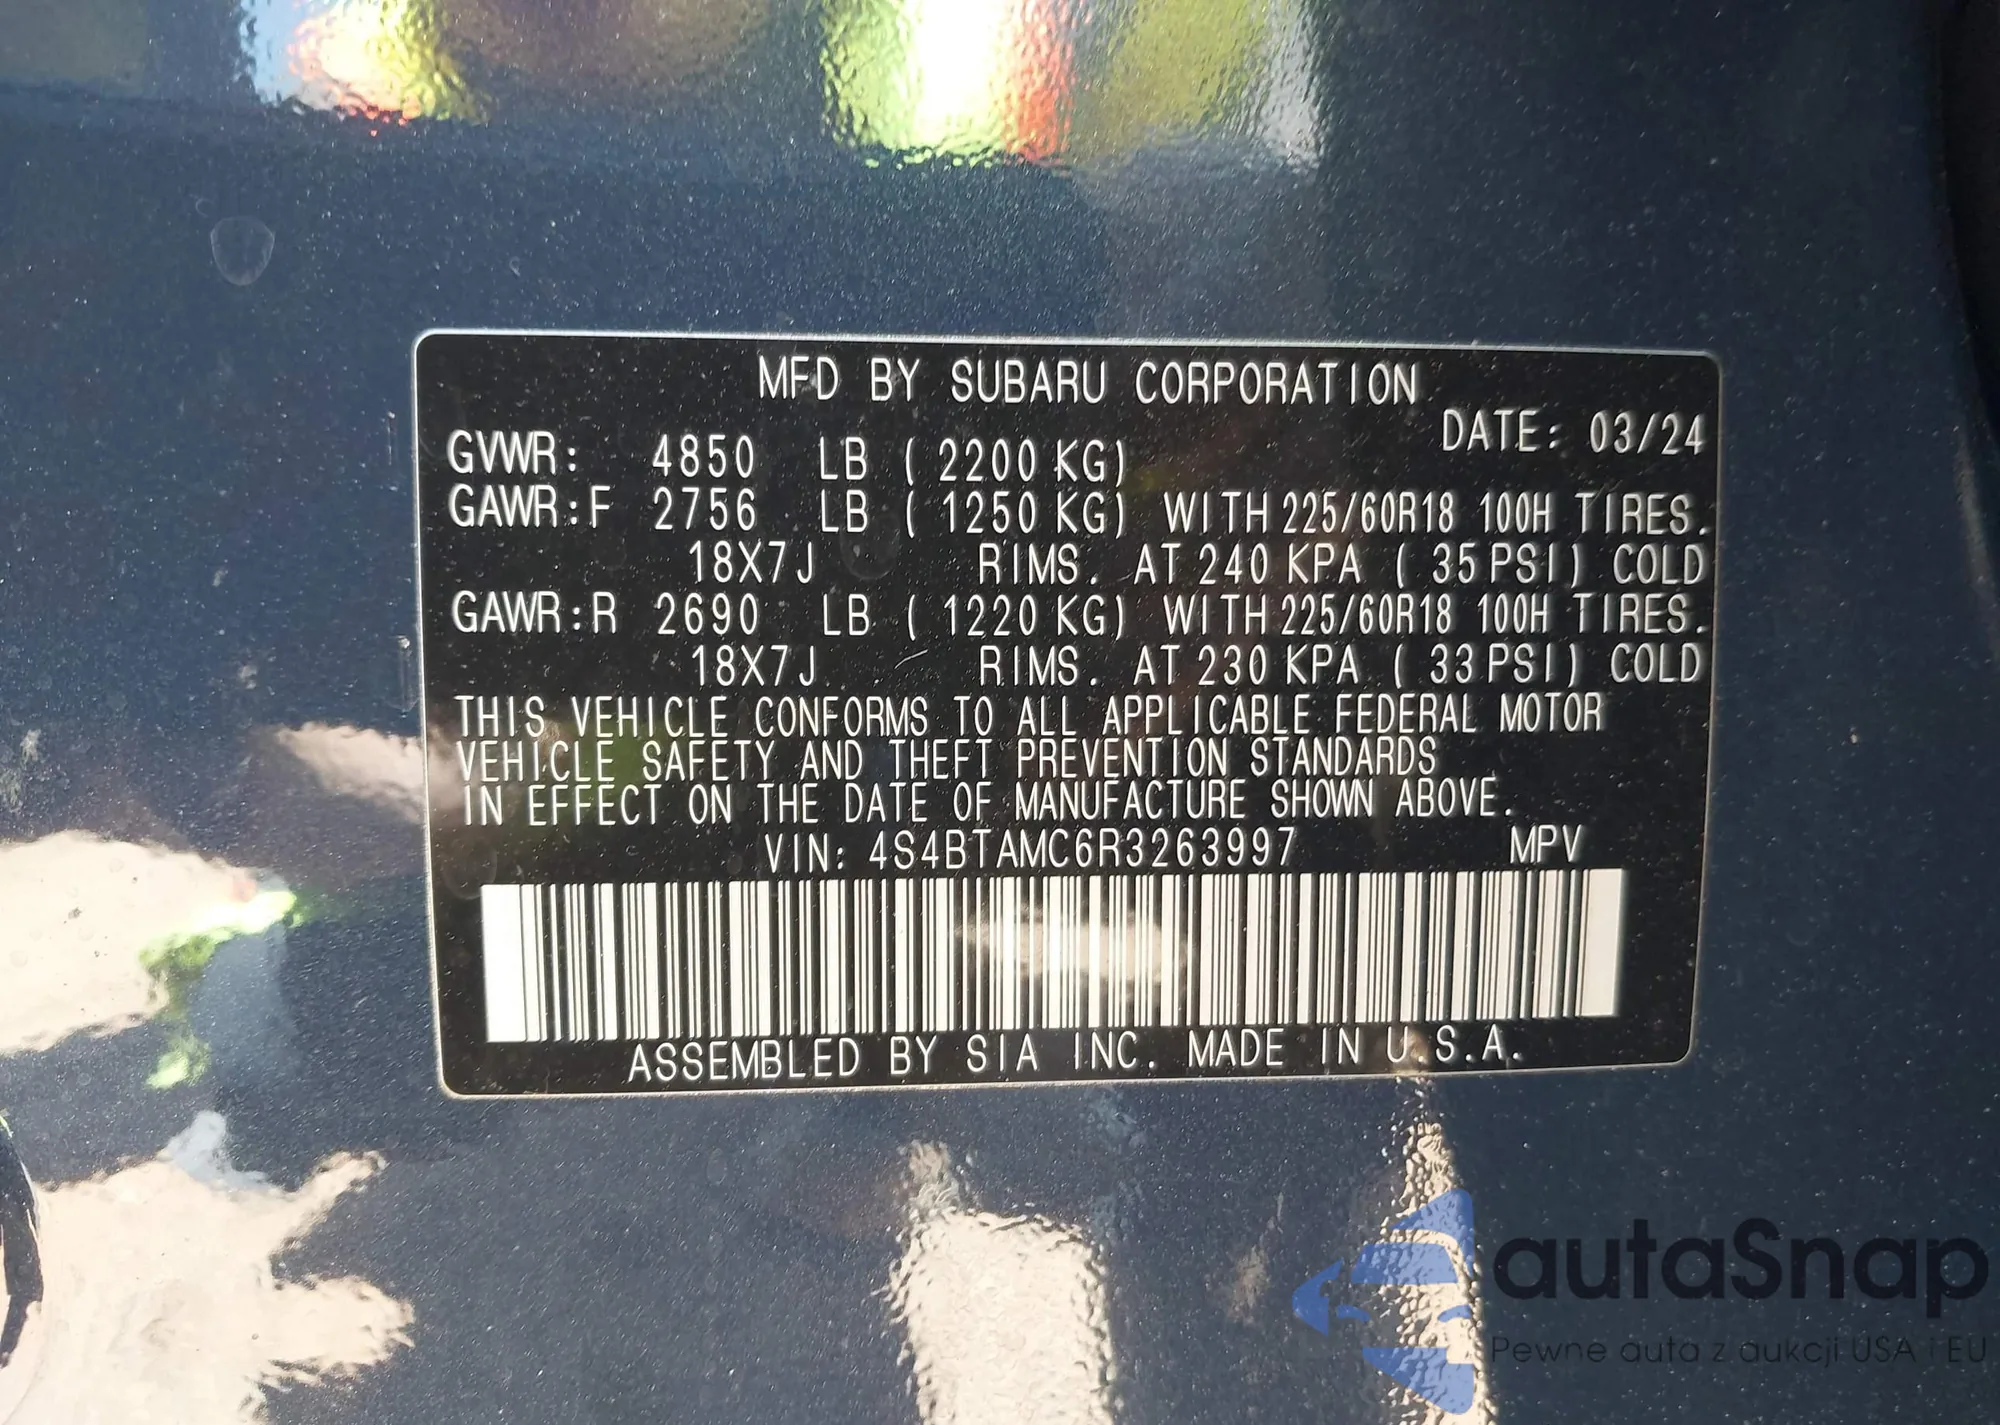 MFD BY SUBARU CORPORATION
DATE: 03/24
GVWR: 4850 LB ( 2200 KG)
GAWR:F 2756 LB ( 1250 KG) WITH 225/60R18 100H TIRES.
18X7J RIMS. AT 240 KPA ( 35 PSI) COLD
GAWR:R 2690 LB ( 1220 KG) WITH 225/60R18 100H TIRES.
18X7J RIMS. AT 230 KPA ( 33 PSI) COLD
THIS VEHICLE CONFORMS TO ALL APPLICABLE FEDERAL MOTOR
VEHICLE SAFETY AND THEFT PREVENTION STANDARDS
IN EFFECT ON THE DATE OF MANUFACTURE SHOWN ABOVE.
VIN: 4S4BTAMC6R3263997 MPV
ASSEMBLED BY SIA INC. MADE IN U.S.A.
autaSnap
Pewne auta z aukcji USA i EU